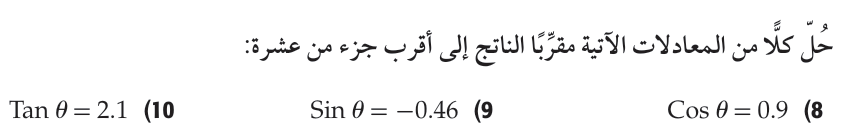 حُلّ كلًّا من المعادلات الآتية مقرِّبًا الناتج إلى أقرب جزء من عشرة:
(8 Cos θ = 0.9 (9 Sin θ = −0.46 (10 Tan θ = 2.1